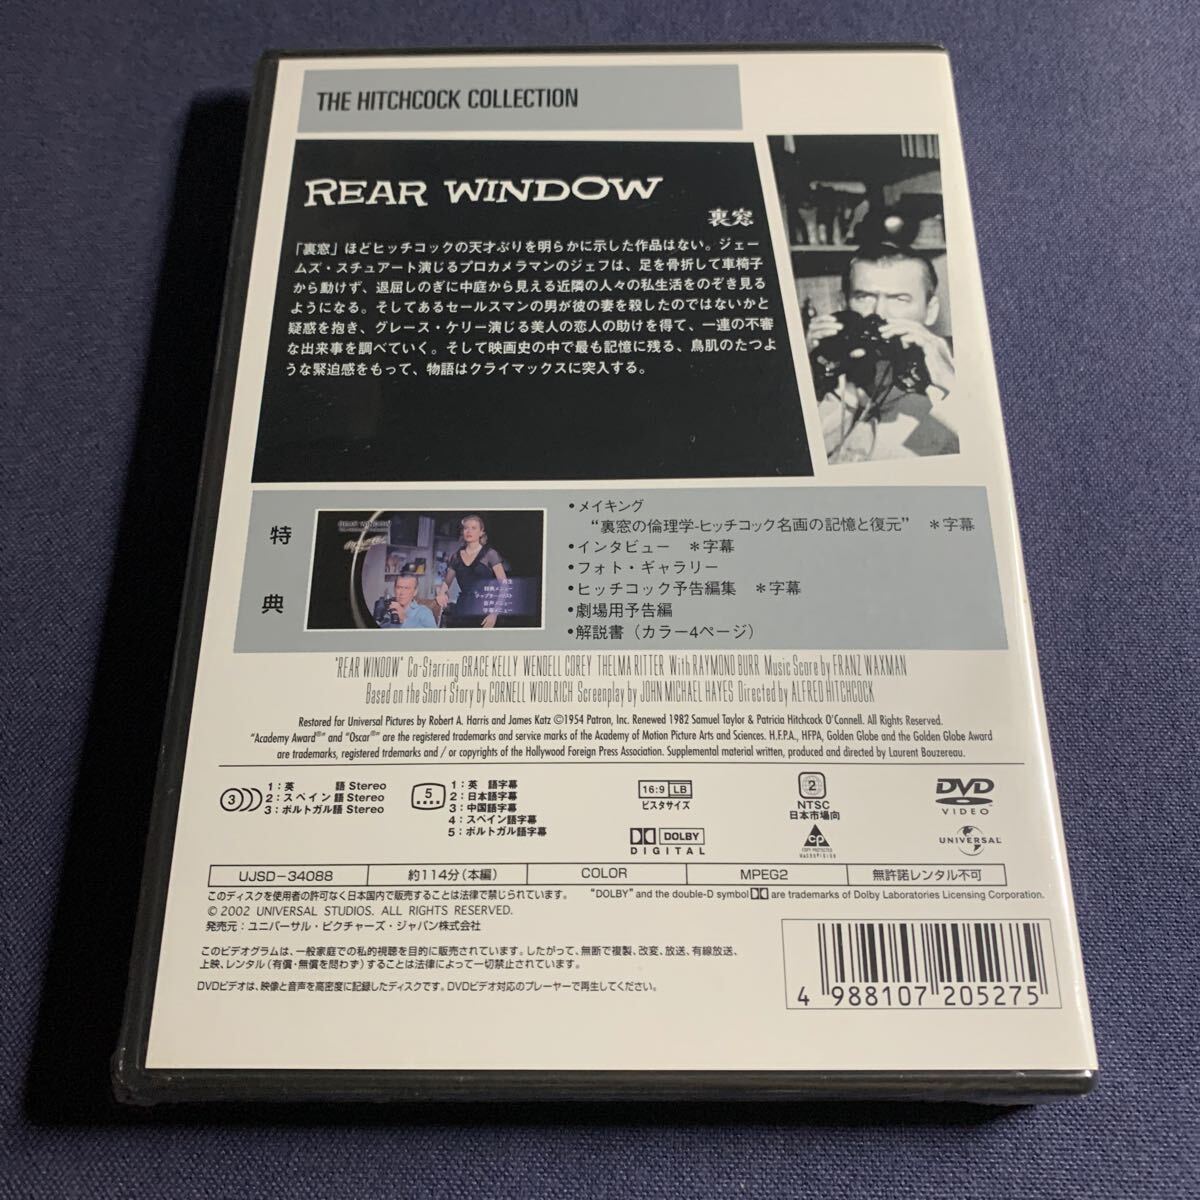 THE HITCHCOCK COLLECTION
REAR WINDOW
裏窓
「裏窓」ほどヒッチコックの天才ぶりを明らかに示した作品はない。ジェー
ムズ・スチュアート演じるプロカメラマンのジェフは、足を骨折して車椅子
から動けず、退屈しのぎに中庭から見える近隣の人々の私生活をのぞき見る
ようになる。そしてあるセールスマンの男が彼の妻を殺したのではないかと
疑惑を抱き、グレース・ケリー演じる美人の恋人の助けを得て、一連の不審
な出来事を調べていく。そして映画史の中で最も記憶に残る、鳥肌のたつよ
うな緊迫感をもって、物語はクライマックスに突入する。
特典
REAR WINDOW
再生
特典メニュー
チャプター・リスト
音声メニュー
字幕メニュー
•メイキング
“裏窓の倫理学-ヒッチコック名画の記憶と復元” ＊字幕
•インタビュー ＊字幕
•フォト・ギャラリー
•ヒッチコック予告編集 ＊字幕
•劇場用予告編
•解説書（カラー4ページ）
"REAR WINDOW" Co-Starring GRACE KELLY WENDELL COREY THELMA RITTER With RAYMOND BURR Music Score by FRANZ WAXMAN
Based on the Short Story by CORNELL WOOLRICH Screenplay by JOHN MICHAEL HAYES Directed by ALFRED HITCHCOCK
Restored for Universal Pictures by Robert A. Harris and James Katz ©1954 Patron, Inc. Renewed 1982 Samuel Taylor & Patricia Hitchcock O'Connell. All Rights Reserved.
"Academy Award®" and "Oscar®" are the registered trademarks and service marks of the Academy of Motion Picture Arts and Sciences. H.F.P.A., HFPA, Golden Globe and the Golden Globe Award
are trademarks, registered trdemarks and / or copyrights of the Hollywood Foreign Press Association. Supplemental material written, produced and directed by Laurent Bouzereau.
3
1：英 語 Stereo
2：スペイン語 Stereo
3：ポルトガル語 Stereo
5
1：英 語字幕
2：日本語字幕
3：中国語字幕
4：スペイン語字幕
5：ポルトガル語字幕
16:9 LB
ビスタサイズ
DOLBY
DIGITAL
2
NTSC
日本市場向
CP
COPY PROTECTED
MACROVISION
DVD
VIDEO
UNIVERSAL
UJSD-34088 約114分（本編） COLOR MPEG2 無許諾レンタル不可
このディスクを使用者の許可なく日本国内で販売することは法律で禁じられています。 "DOLBY" and the double-D symbol are trademarks of Dolby Laboratories Licensing Corporation.
© 2002 UNIVERSAL STUDIOS. ALL RIGHTS RESERVED.
発売元：ユニバーサル・ピクチャーズ・ジャパン株式会社
このビデオグラムは、一般家庭での私的視聴を目的に販売されています。したがって、無断で複製、改変、放送、有線放送、
上映、レンタル（有償・無償を問わず）することは法律によって一切禁止されています。
DVDビデオは、映像と音声を高密度に記録したディスクです。DVDビデオ対応のプレーヤーで再生してください。
4 988107 205275